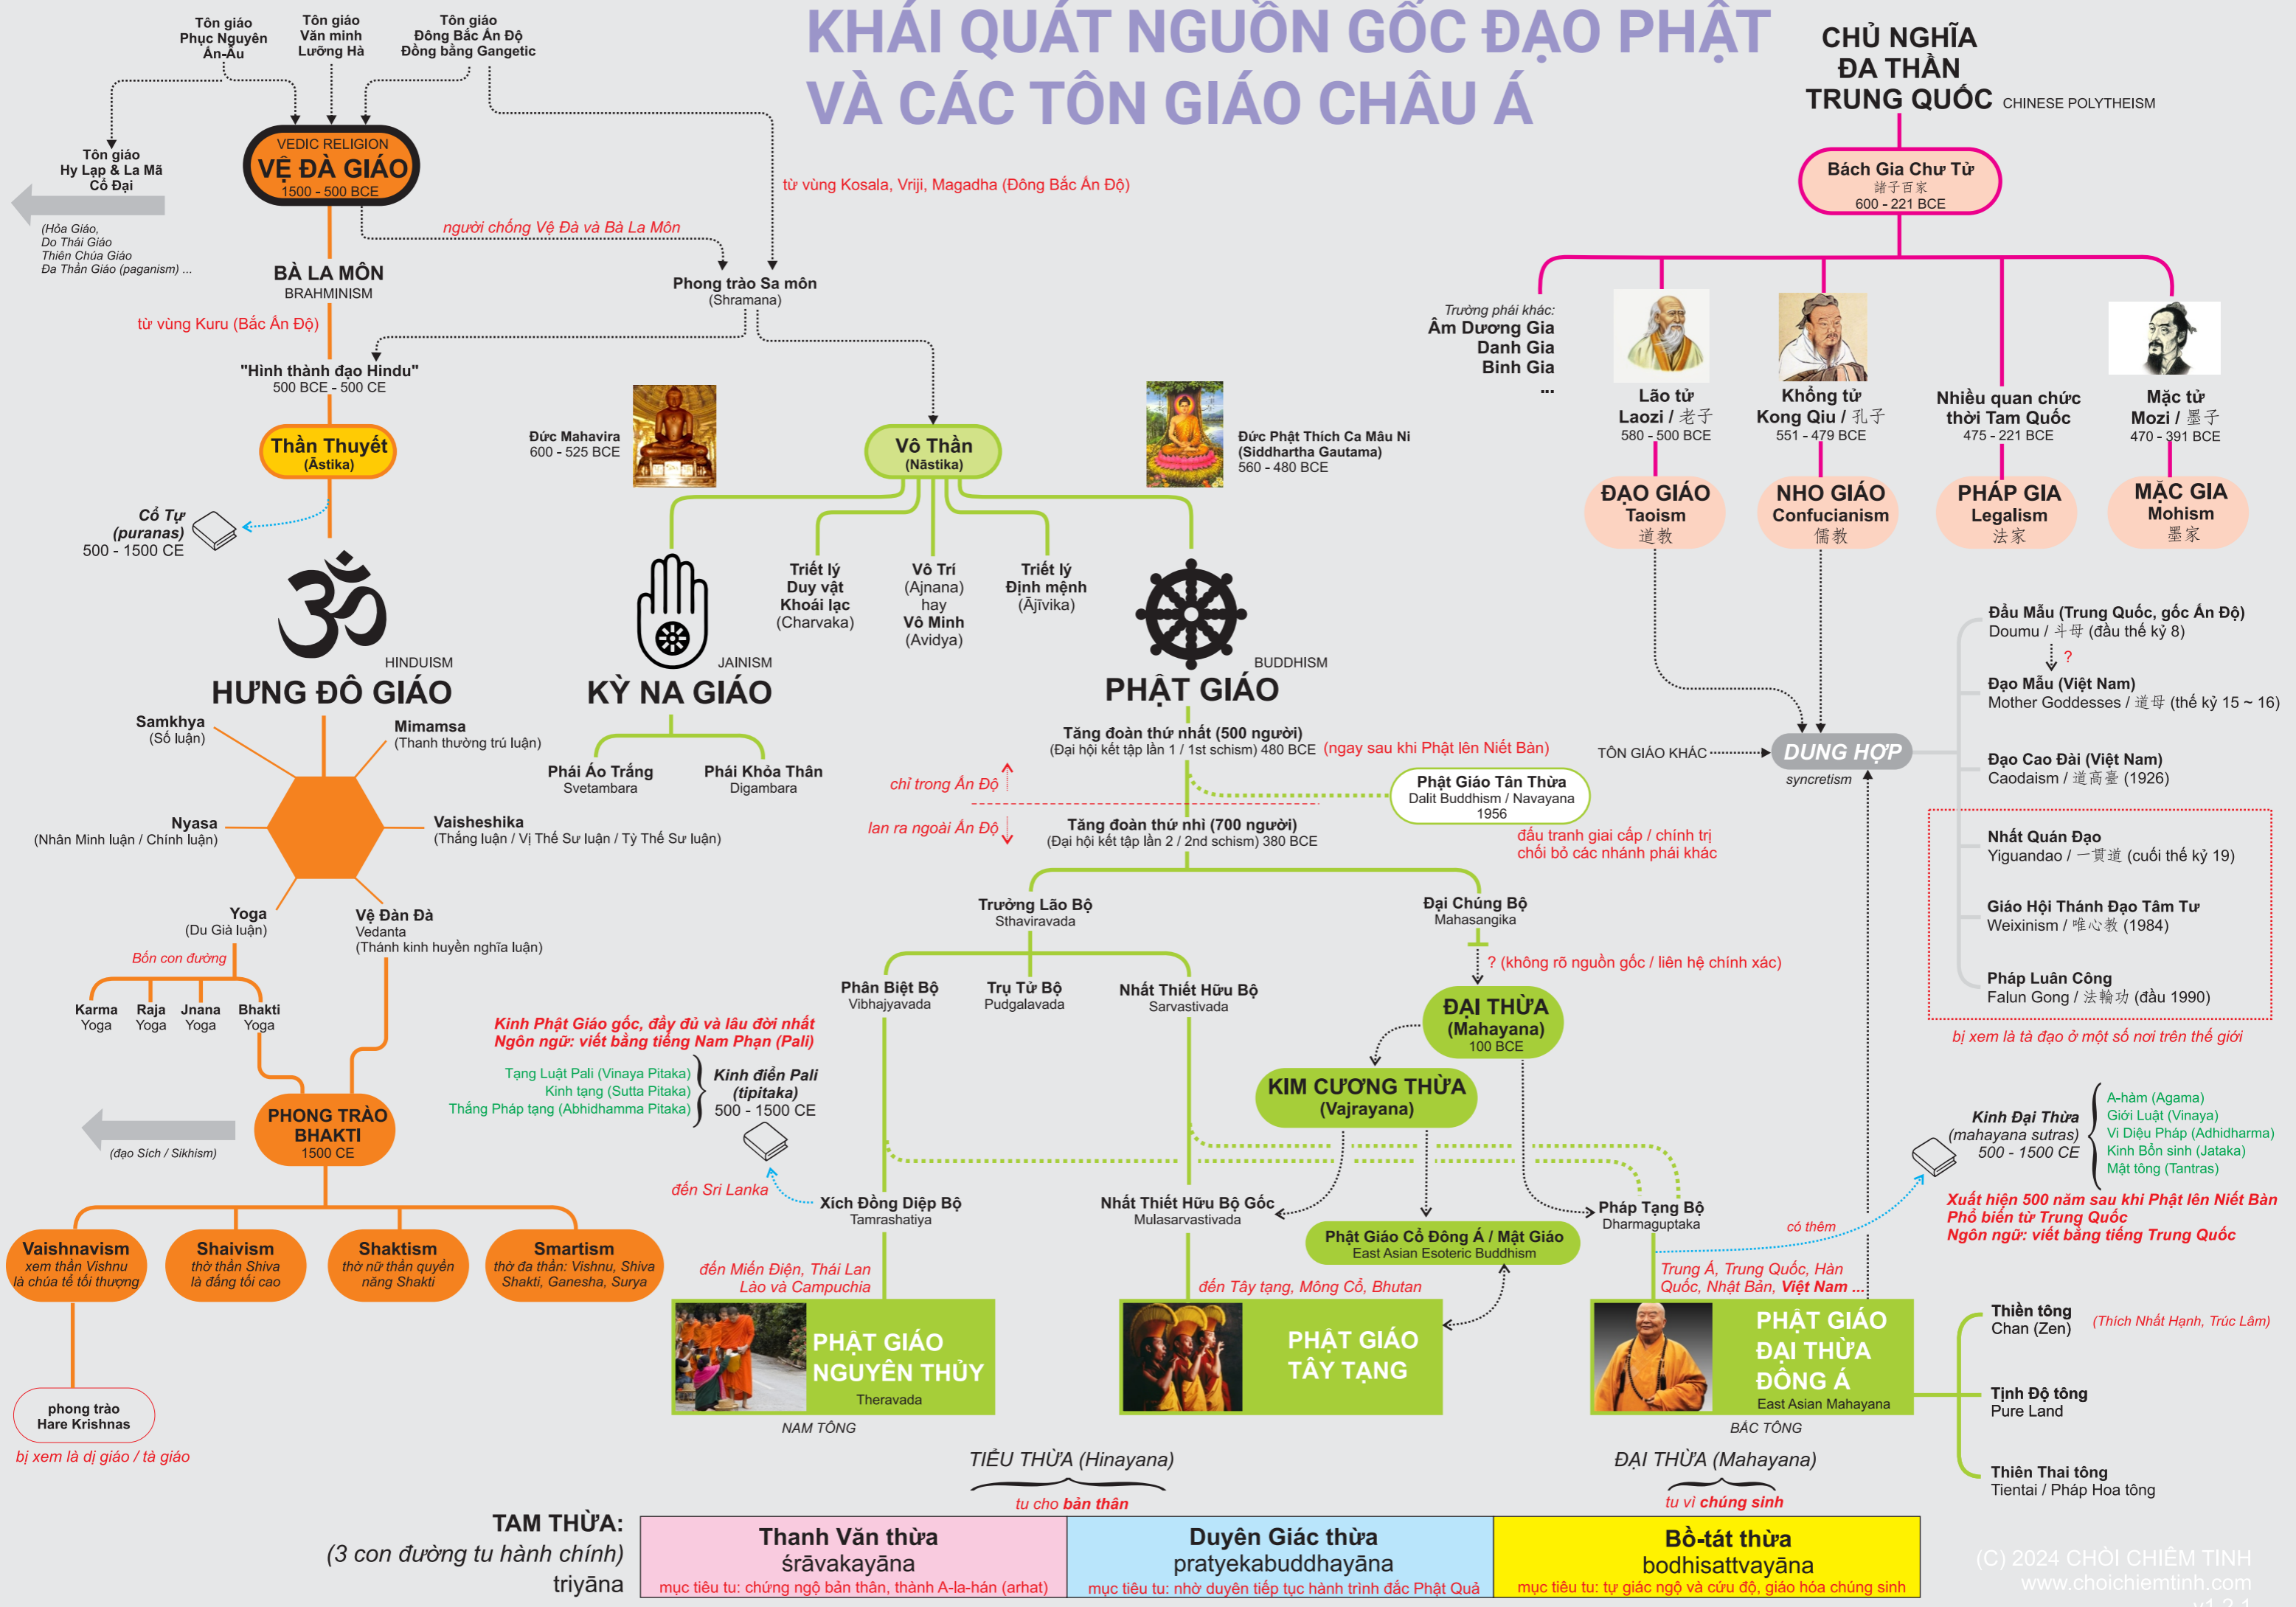 KHÁI QUÁT NGUỒN GỐC ĐẠO PHẬT
VÀ CÁC TÔN GIÁO CHÂU Á
Tôn giáo
Phục Nguyên
Ấn-Âu
Tôn giáo
Văn minh
Lưỡng Hà
Tôn giáo
Đông Bắc Ấn Độ
Đồng bằng Gangetic
Tôn giáo
Hy Lạp & La Mã
Cổ Đại
(Hỏa Giáo,
Do Thái Giáo
Thiên Chúa Giáo
Đa Thần Giáo (paganism) ...
VEDIC RELIGION
VỆ ĐÀ GIÁO
1500 - 500 BCE
từ vùng Kosala, Vriji, Magadha (Đông Bắc Ấn Độ)
người chống Vệ Đà và Bà La Môn
BÀ LA MÔN
BRAHMINISM
từ vùng Kuru (Bắc Ấn Độ)
Phong trào Sa môn
(Shramana)
"Hình thành đạo Hindu"
500 BCE - 500 CE
Thần Thuyết
(Āstika)
Cổ Tự
(puranas)
500 - 1500 CE
Đức Mahavira
600 - 525 BCE
Vô Thần
(Nāstika)
Đức Phật Thích Ca Mâu Ni
(Siddhartha Gautama)
560 - 480 BCE
Triết lý
Duy vật
Khoái lạc
(Charvaka)
Vô Trí
(Ajnana)
hay
Vô Minh
(Avidya)
Triết lý
Định mệnh
(Ājīvika)
HINDUISM
HƯNG ĐÔ GIÁO
JAINISM
KỲ NA GIÁO
BUDDHISM
PHẬT GIÁO
Samkhya
(Số luận)
Mimamsa
(Thanh thường trú luận)
Nyasa
(Nhân Minh luận / Chính luận)
Vaisheshika
(Thắng luận / Vị Thế Sư luận / Tỷ Thế Sư luận)
Yoga
(Du Già luận)
Vệ Đàn Đà
Vedanta
(Thánh kinh huyền nghĩa luận)
Bốn con đường
Karma
Yoga
Raja
Yoga
Jnana
Yoga
Bhakti
Yoga
PHONG TRÀO
BHAKTI
1500 CE
(đạo Sích / Sikhism)
Vaishnavism
xem thần Vishnu
là chúa tể tối thượng
Shaivism
thờ thần Shiva
là đấng tối cao
Shaktism
thờ nữ thần quyền
năng Shakti
Smartism
thờ đa thần: Vishnu, Shiva
Shakti, Ganesha, Surya
phong trào
Hare Krishnas
bị xem là dị giáo / tà giáo
Phái Áo Trắng
Svetambara
Phái Khỏa Thân
Digambara
Tăng đoàn thứ nhất (500 người)
(Đại hội kết tập lần 1 / 1st schism) 480 BCE
(ngay sau khi Phật lên Niết Bàn)
chỉ trong Ấn Độ
lan ra ngoài Ấn Độ
Phật Giáo Tân Thừa
Dalit Buddhism / Navayana
1956
đấu tranh giai cấp / chính trị
chối bỏ các nhánh phái khác
Tăng đoàn thứ nhì (700 người)
(Đại hội kết tập lần 2 / 2nd schism) 380 BCE
Trưởng Lão Bộ
Sthaviravada
Đại Chúng Bộ
Mahasangika
? (không rõ nguồn gốc / liên hệ chính xác)
Phân Biệt Bộ
Vibhajyavada
Trụ Tử Bộ
Pudgalavada
Nhất Thiết Hữu Bộ
Sarvastivada
ĐẠI THỪA
(Mahayana)
100 BCE
KIM CƯƠNG THỪA
(Vajrayana)
Kinh Phật Giáo gốc, đầy đủ và lâu đời nhất
Ngôn ngữ: viết bằng tiếng Nam Phạn (Pali)
Tạng Luật Pali (Vinaya Pitaka)
Kinh tạng (Sutta Pitaka)
Thắng Pháp tạng (Abhidhamma Pitaka)
Kinh điển Pali
(tipitaka)
500 - 1500 CE
đến Sri Lanka
Xích Đồng Diệp Bộ
Tamrashatiya
Nhất Thiết Hữu Bộ Gốc
Mulasarvastivada
Phật Giáo Cổ Đông Á / Mật Giáo
East Asian Esoteric Buddhism
Pháp Tạng Bộ
Dharmaguptaka
có thêm
đến Miến Điện, Thái Lan
Lào và Campuchia
đến Tây tạng, Mông Cổ, Bhutan
Trung Á, Trung Quốc, Hàn
Quốc, Nhật Bản, Việt Nam ...
PHẬT GIÁO
NGUYÊN THỦY
Theravada
NAM TÔNG
PHẬT GIÁO
TÂY TẠNG
PHẬT GIÁO
ĐẠI THỪA
ĐÔNG Á
East Asian Mahayana
BẮC TÔNG
Thiền tông
Chan (Zen)
(Thích Nhất Hạnh, Trúc Lâm)
Tịnh Độ tông
Pure Land
Thiên Thai tông
Tientai / Pháp Hoa tông
CHỦ NGHĨA
ĐA THẦN
TRUNG QUỐC CHINESE POLYTHEISM
Bách Gia Chư Tử
諸子百家
600 - 221 BCE
Trường phái khác:
Âm Dương Gia
Danh Gia
Binh Gia
...
Lão tử
Laozi / 老子
580 - 500 BCE
Khổng tử
Kong Qiu / 孔子
551 - 479 BCE
Nhiều quan chức
thời Tam Quốc
475 - 221 BCE
Mặc tử
Mozi / 墨子
470 - 391 BCE
ĐẠO GIÁO
Taoism
道教
NHO GIÁO
Confucianism
儒教
PHÁP GIA
Legalism
法家
MẶC GIA
Mohism
墨家
TÔN GIÁO KHÁC
DUNG HỢP
syncretism
Đẩu Mẫu (Trung Quốc, gốc Ấn Độ)
Doumu / 斗母 (đầu thế kỷ 8)
?
Đạo Mẫu (Việt Nam)
Mother Goddesses / 道母 (thế kỷ 15 ~ 16)
Đạo Cao Đài (Việt Nam)
Caodaism / 道高臺 (1926)
Nhất Quán Đạo
Yiguandao / 一貫道 (cuối thế kỷ 19)
Giáo Hội Thánh Đạo Tâm Tư
Weixinism / 唯心教 (1984)
Pháp Luân Công
Falun Gong / 法輪功 (đầu 1990)
bị xem là tà đạo ở một số nơi trên thế giới
Kinh Đại Thừa
(mahayana sutras)
500 - 1500 CE
A-hàm (Agama)
Giới Luật (Vinaya)
Vi Diệu Pháp (Adhidharma)
Kinh Bổn sinh (Jataka)
Mật tông (Tantras)
Xuất hiện 500 năm sau khi Phật lên Niết Bàn
Phổ biến từ Trung Quốc
Ngôn ngữ: viết bằng tiếng Trung Quốc
TIỂU THỪA (Hinayana)
tu cho bản thân
ĐẠI THỪA (Mahayana)
tu vì chúng sinh
TAM THỪA:
(3 con đường tu hành chính)
triyāna
Thanh Văn thừa
śrāvakayāna
mục tiêu tu: chứng ngộ bản thân, thành A-la-hán (arhat)
Duyên Giác thừa
pratyekabuddhayāna
mục tiêu tu: nhờ duyên tiếp tục hành trình đắc Phật Quả
Bồ-tát thừa
bodhisattvayāna
mục tiêu tu: tự giác ngộ và cứu độ, giáo hóa chúng sinh
(C) 2024 CHÒI CHIÊM TINH
www.choichiemtinh.com
v1.2.1